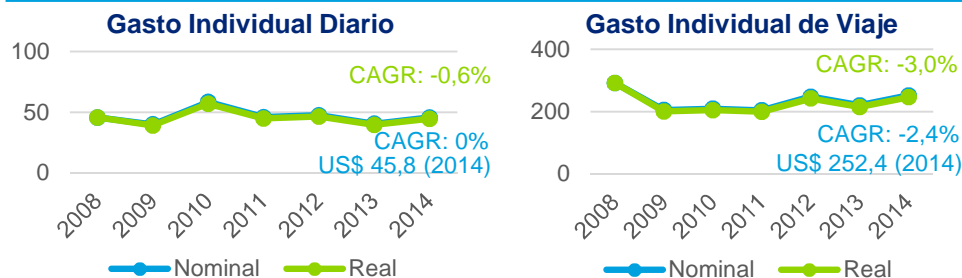 Gasto Individual Diario
100
50
0
CAGR: -0,6%
CAGR: 0%
US$ 45,8 (2014)
2008 2009 2010 2011 2012 2013 2014
Nominal Real
Gasto Individual de Viaje
400
200
0
CAGR: -3,0%
CAGR: -2,4%
US$ 252,4 (2014)
2008 2009 2010 2011 2012 2013 2014
Nominal Real